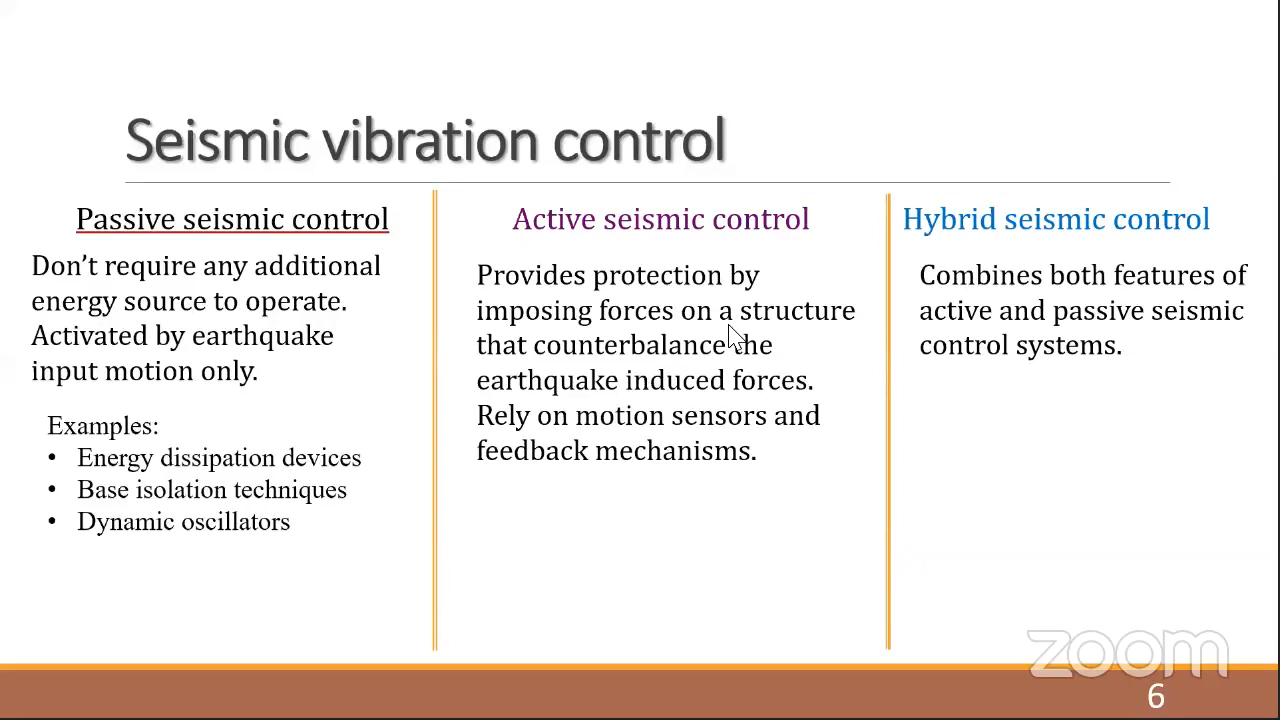 Seismic vibration control
Passive seismic control
Don't require any additional
energy source to operate.
Activated by earthquake
input motion only.
Examples:
• Energy dissipation devices
• Base isolation techniques
• Dynamic oscillators
Active seismic control
Provides protection by
imposing forces on a structure
that counterbalance the
earthquake induced forces.
Rely on motion sensors and
feedback mechanisms.
Hybrid seismic control
Combines both features of
active and passive seismic
control systems.
zoom
6